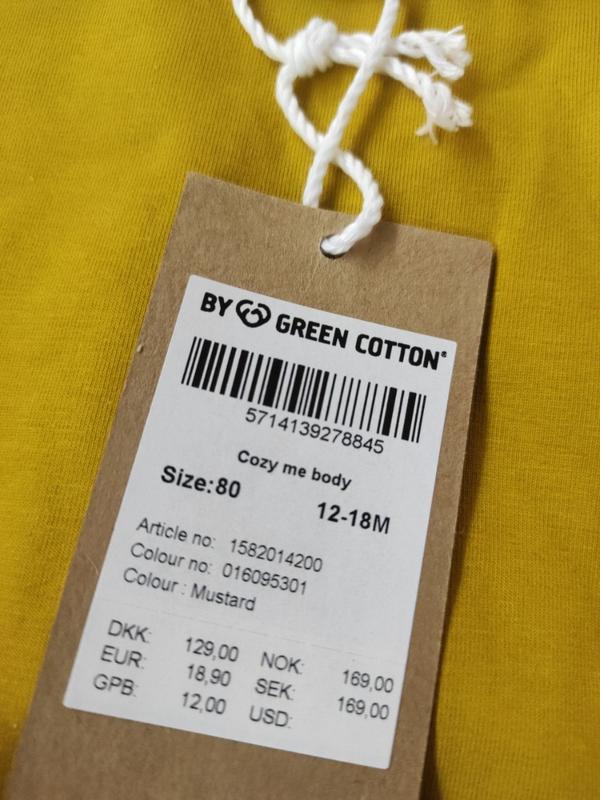 BY GREEN COTTON®
5714139278845
Cozy me body
Size:80 12-18M
Article no: 1582014200
Colour no: 016095301
Colour : Mustard
DKK: 129,00 NOK: 169,00
EUR: 18,90 SEK: 169,00
GPB: 12,00 USD: